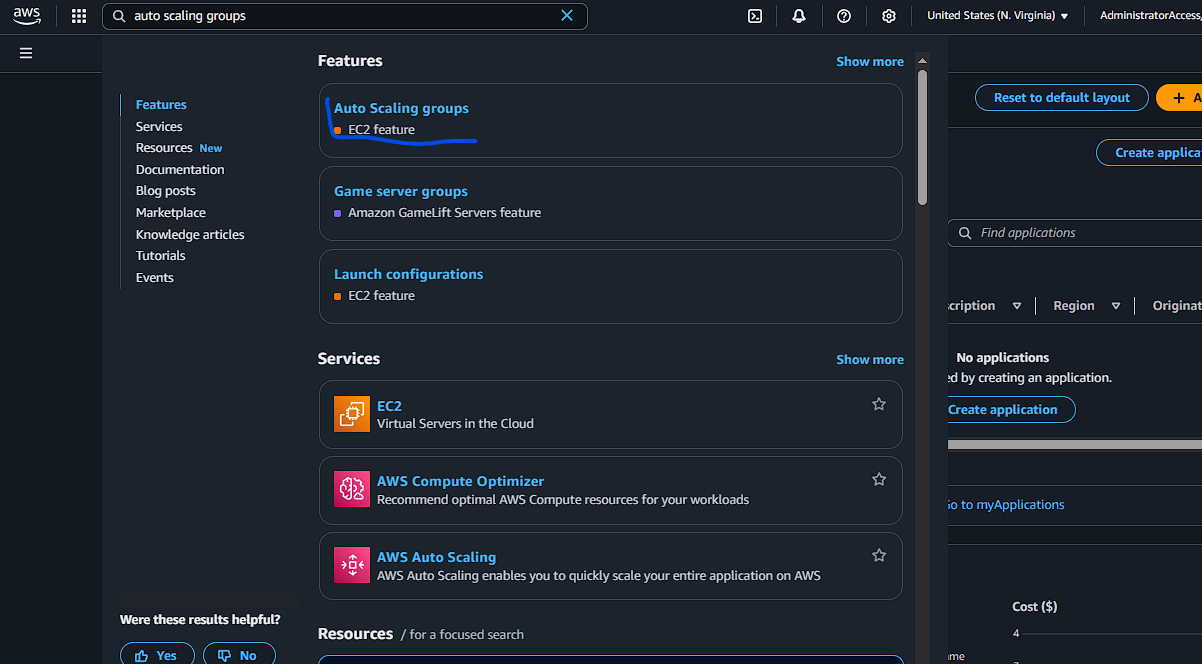 aws
auto scaling groups
United States (N. Virginia)
AdministratorAccess
Features
Services
Resources New
Documentation
Blog posts
Marketplace
Knowledge articles
Tutorials
Events
Were these results helpful?
Yes
No
Features
Show more
Auto Scaling groups
EC2 feature
Game server groups
Amazon GameLift Servers feature
Launch configurations
EC2 feature
Services
Show more
EC2
Virtual Servers in the Cloud
AWS Compute Optimizer
Recommend optimal AWS Compute resources for your workloads
AWS Auto Scaling
AWS Auto Scaling enables you to quickly scale your entire application on AWS
Resources / for a focused search
Reset to default layout
+ A
Create applica
Find applications
cription
Region
Originat
No applications
ed by creating an application.
Create application
Go to myApplications
Cost ($)
4
me